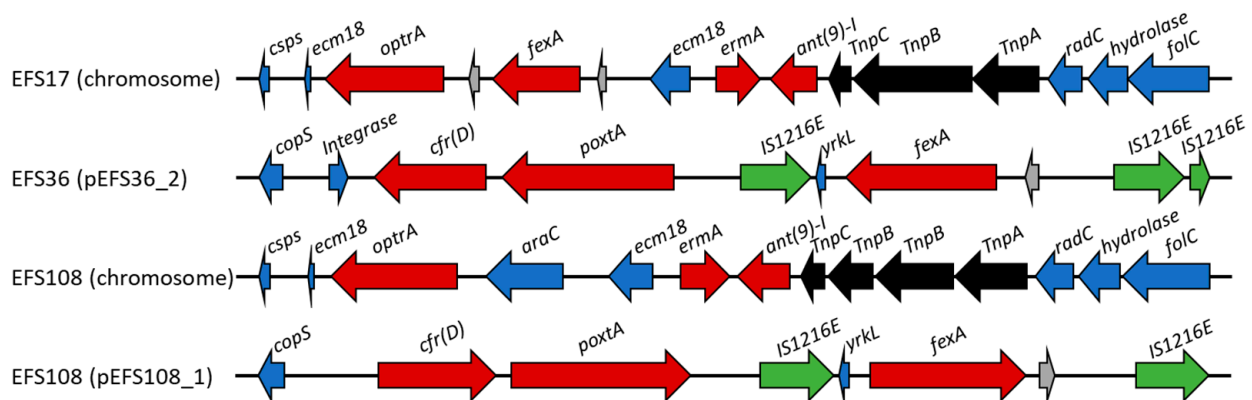 csps ecm18 optrA fexA ecm18 ermA ant(9)-I TnpC TnpB TnpA radC hydrolase folC
EFS17 (chromosome)
copS Integrase cfr(D) poxtA IS1216E yrkL fexA IS1216E IS1216E
EFS36 (pEFS36_2)
csps ecm18 optrA araC ecm18 ermA ant(9)-I TnpC TnpB TnpB TnpA radC hydrolase folC
EFS108 (chromosome)
copS cfr(D) poxtA IS1216E yrkL fexA IS1216E
EFS108 (pEFS108_1)